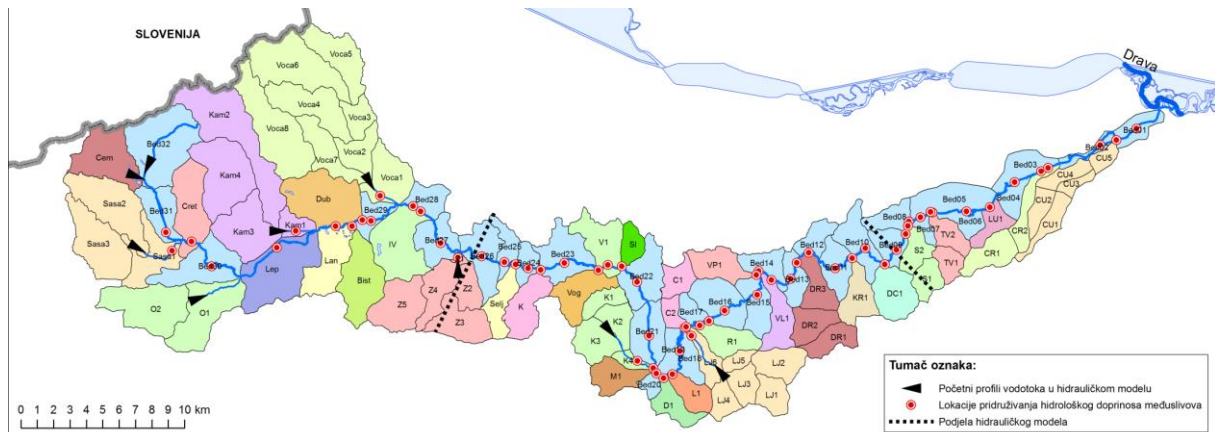 SLOVENIJA
Drava
Voca5
Voca6
Voca4
Voca3
Voca8
Voca2
Voca7
Voca1
Kam2
Bed32
Cem
Kam4
Cret
Sasa2
Bed31
Kam3
Kam1
Sasa3
Sasa1
Bed30
Dub
Bed29
Bed28
IV
Lan
Lep
Bist
O2
O1
Bed27
Bed26
Bed25
Bed24
Bed23
Z5
Z4
Z2
Z3
Selj
K
V1
SI
Vog
Bed22
K1
K2
K3
K4
Bed21
M1
Bed20
D1
L1
C1
C2
VP1
Bed14
Bed12
Bed10
Bed13
Bed15
Bed16
Bed17
Bed18
VL1
R1
DR3
DR2
DR1
KR1
DC1
LJ6
LJ5
LJ2
LJ3
LJ4
LJ1
Bed09
Bed08
Bed07
Bed05
Bed06
Bed04
Bed03
Bed02
Bed01
S2
S1
TV2
TV1
LU1
CR1
CR2
CU1
CU2
CU3
CU4
CU5
0 1 2 3 4 5 6 7 8 9 10 km
Tumač oznaka:
Početni profili vodotoka u hidrauličkom modelu
Lokacije pridruživanja hidrološkog doprinosa međuslivova
Podjela hidrauličkog modela